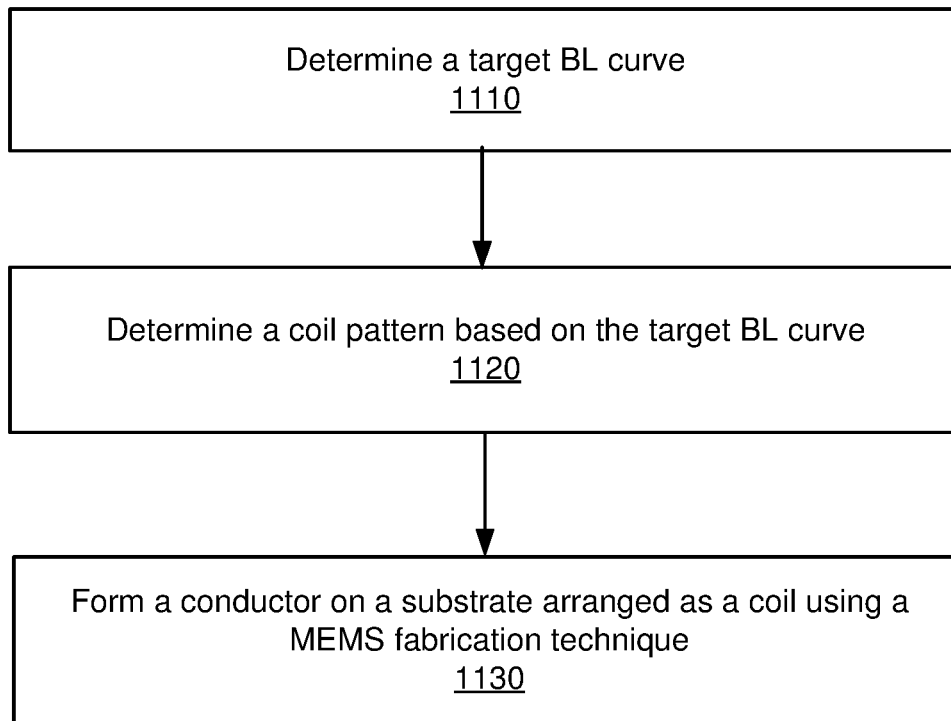 Determine a target BL curve
1110
Determine a coil pattern based on the target BL curve
1120
Form a conductor on a substrate arranged as a coil using a
MEMS fabrication technique
1130